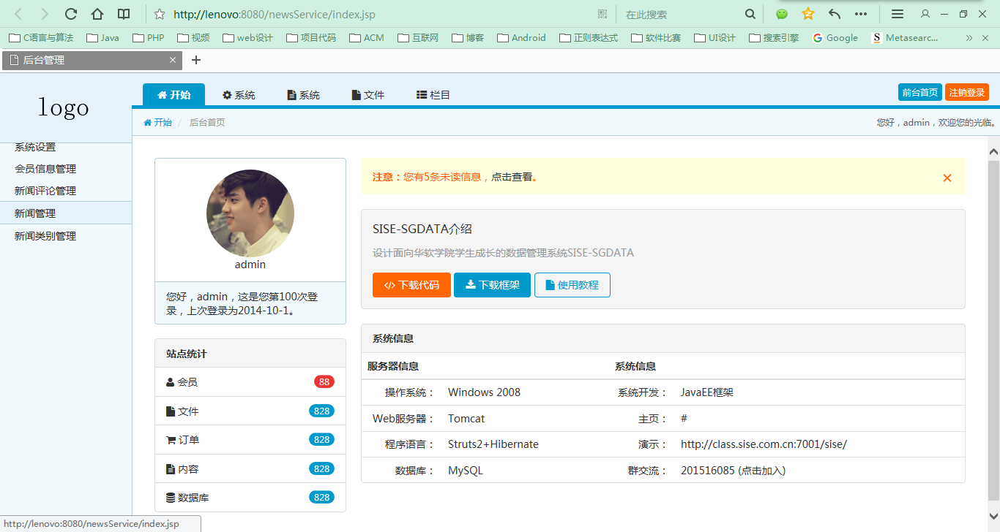 http://lenovo:8080/newsService/index.jsp 在此搜索
C语言与算法 Java PHP 视频 web设计 项目代码 ACM 互联网 博客 Android 正则表达式 软件比赛 UI设计 搜索引擎 Google Metasearc...
后台管理
logo
开始 系统 系统 文件 栏目 前台首页 注销登录
开始 / 后台首页 您好，admin，欢迎您的光临。
系统设置
会员信息管理
新闻评论管理
新闻管理
新闻类别管理
admin
您好，admin，这是您第100次登
录，上次登录为2014-10-1。
站点统计
会员 88
文件 828
订单 828
内容 828
数据库 828
注意：您有5条未读信息，点击查看。
SISE-SGDATA介绍
设计面向华软学院学生成长的数据管理系统SISE-SGDATA
</> 下载代码 下载框架 使用教程
系统信息
服务器信息 系统信息
操作系统： Windows 2008 系统开发： JavaEE框架
Web服务器： Tomcat 主页： #
程序语言： Struts2+Hibernate 演示： http://class.sise.com.cn:7001/sise/
数据库： MySQL 群交流： 201516085 (点击加入)
http://lenovo:8080/newsService/index.jsp